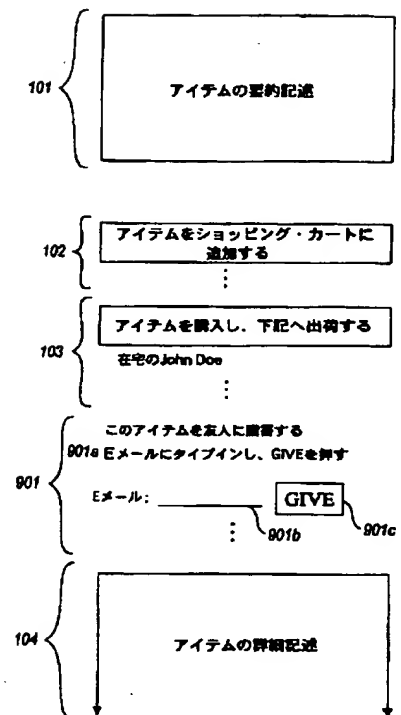 101
アイテムの要約記述
102
アイテムをショッピング・カートに
追加する
103
アイテムを購入し、下記へ出荷する
在宅のJohn Doe
901
このアイテムを友人に贈答する
901a Eメールにタイプインし、GIVEを押す
Eメール: GIVE
901b 901c
104
アイテムの詳細記述